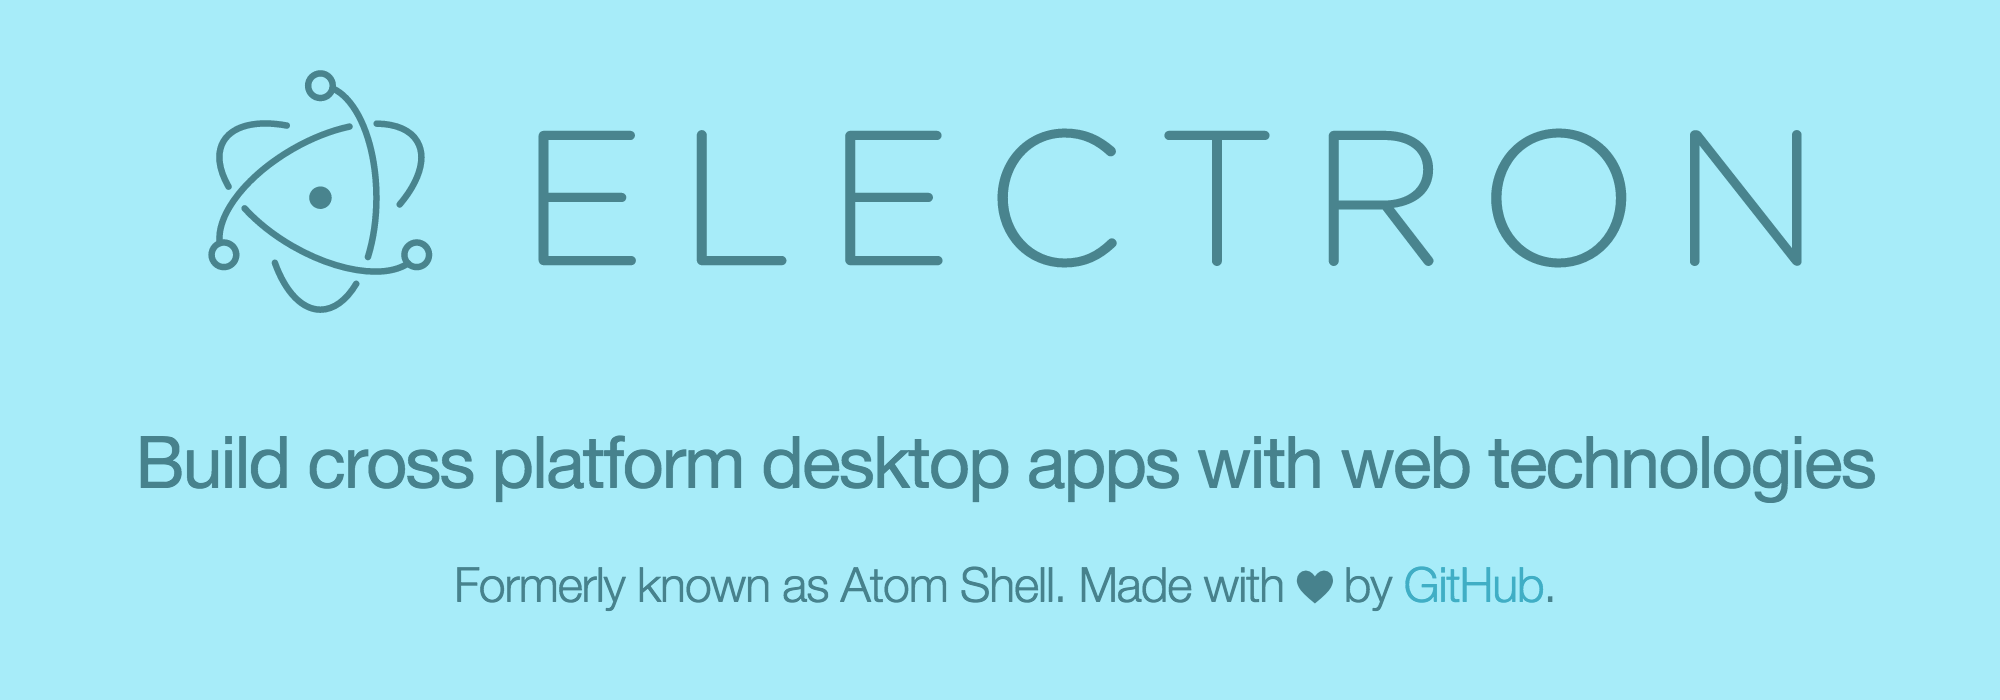 ELECTRON
Build cross platform desktop apps with web technologies
Formerly known as Atom Shell. Made with ♥ by GitHub.